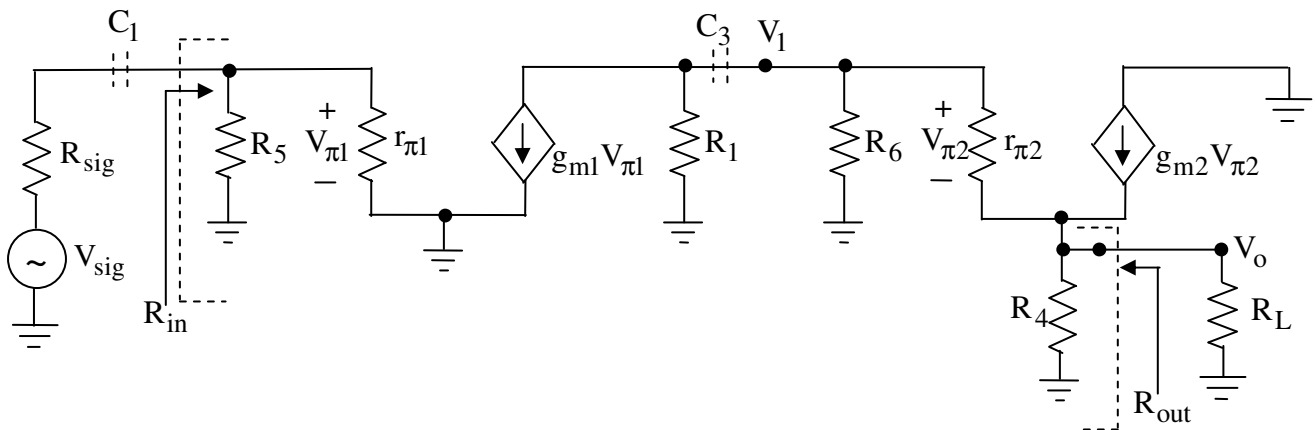 C1
C3
V1
Rsig
R5
+
Vπ1
−
rπ1
gm1Vπ1
R1
R6
+
Vπ2
−
rπ2
gm2Vπ2
~
Vsig
Rin
R4
Vo
RL
Rout